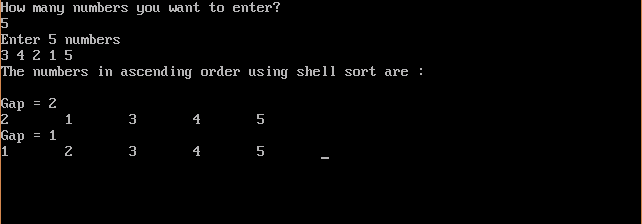 How many numbers you want to enter?
5
Enter 5 numbers
3 4 2 1 5
The numbers in ascending order using shell sort are :
Gap = 2
2 1 3 4 5
Gap = 1
1 2 3 4 5 _